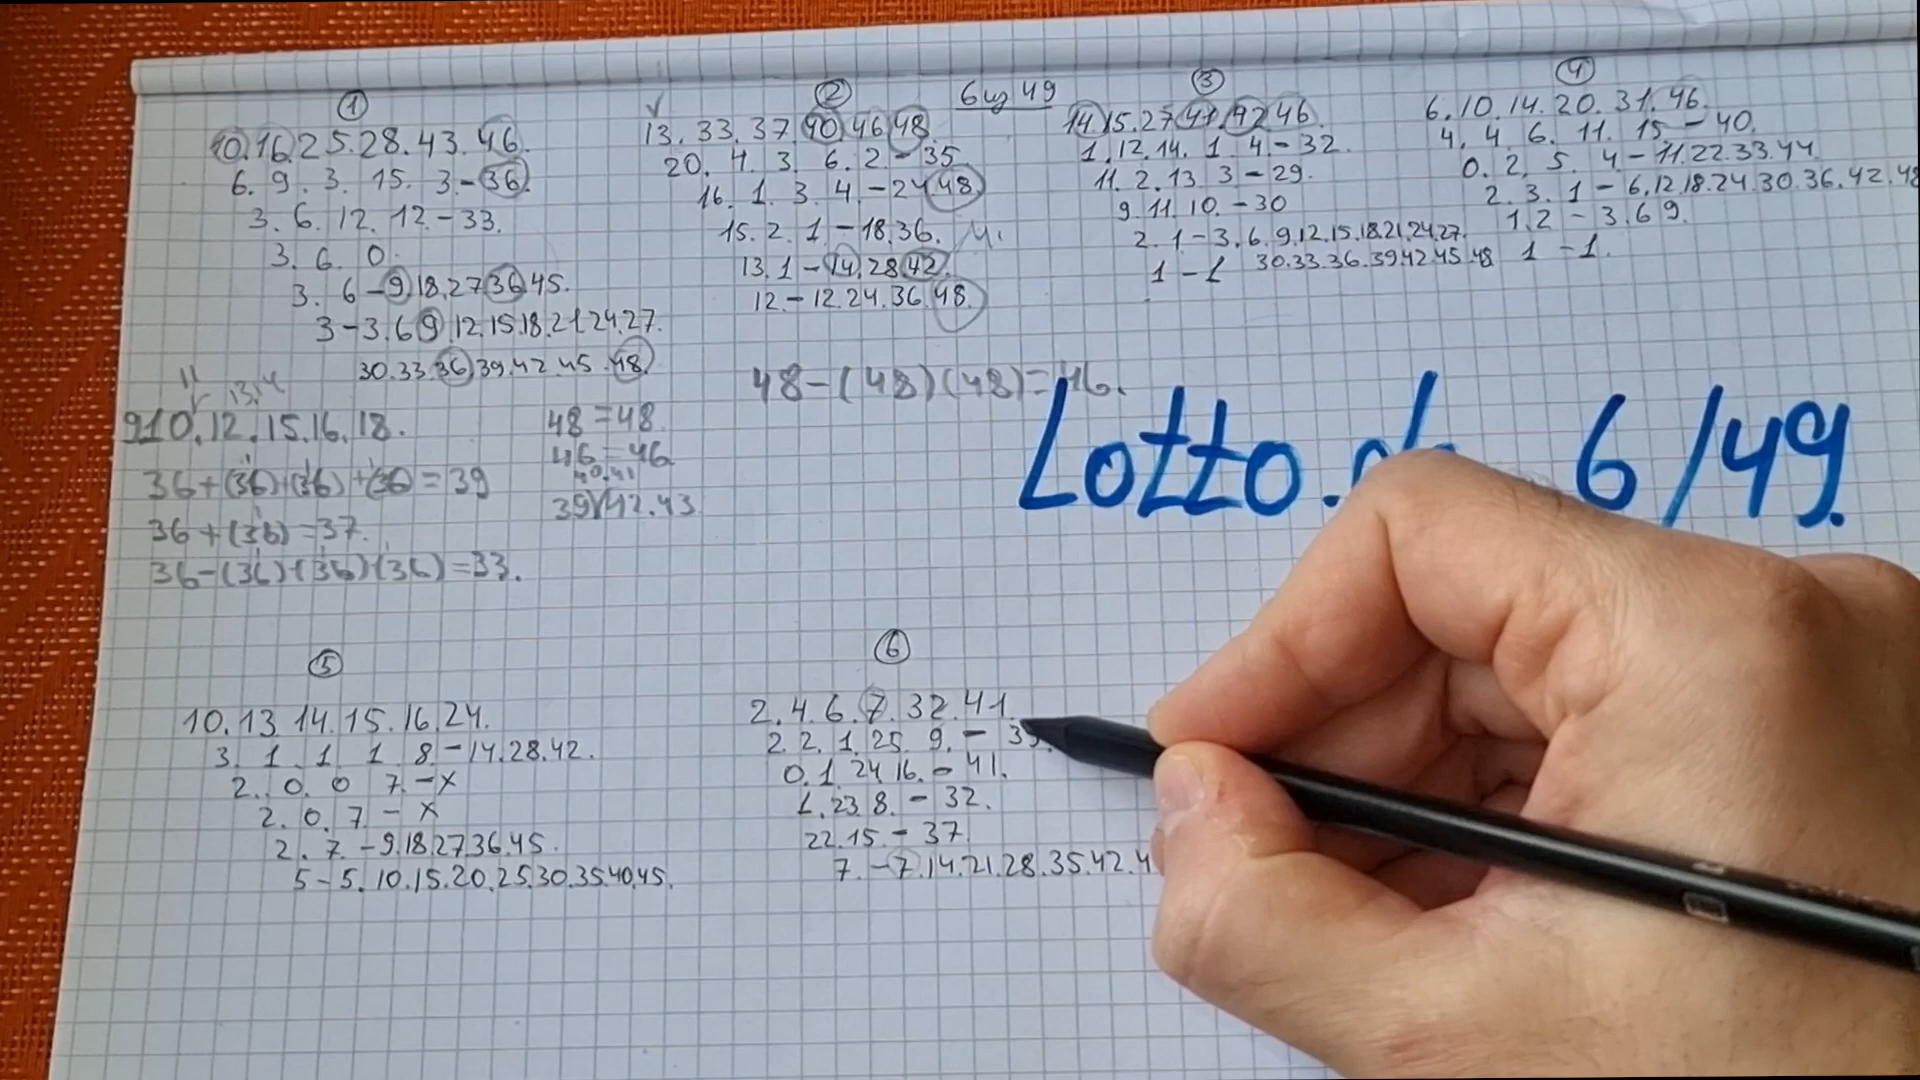 6 из 49
①
10.16.25.28.43.46.
6. 9. 3. 15. 3.-36.
3. 6. 12. 12.-33.
3. 6. 0.
3. 6-9.18.27.36.45.
3-3.6.9.12.15.18.21.24.27.
30.33.36.39.42.45.48.
②
13.33.37.40.46.48.
20. 4. 3. 6. 2-35
16. 1. 3. 4.-24.48.
15. 2. 1.-18.36.
13. 1-14.28.42.
12-12.24.36.48.
③
14.15.27.41.42.46.
1.12.14. 1. 4.-32.
11. 2. 13. 3-29.
9. 11. 10.-30
2. 1-3.6.9.12.15.18.21.24.27.
1-1 30.33.36.39.42.45.48
④
6.10.14.20.31.46.
4. 4. 6. 11. 15.-40.
0. 2. 5. 4-11.22.33.44.
2. 3. 1-6.12.18.24.30.36.42.48
1.2-3.6.9.
1-1.
11
13.14
9.10.12.15.16.18.
36+(36)+(36)+(36)=39
36+(36)=37.
36-(36)-(36)(36)=33.
48=48
46=46
40.41
39 42.43
48-(48)(48)=46.
Lotto.de 6/49.
⑤
10.13.14.15.16.24.
3. 1. 1. 1. 8.-14.28.42.
2. 0. 0 7.-x
2. 0. 7.-x
2. 7.-9.18.27.36.45.
5-5.10.15.20.25.30.35.40.45.
⑥
2.4.6.7.32.41.
2. 2. 1. 25. 9.-39.
0. 1. 24. 16.-41.
1. 23. 8.-32.
22. 15-37.
7.-7.14.21.28.35.42.4